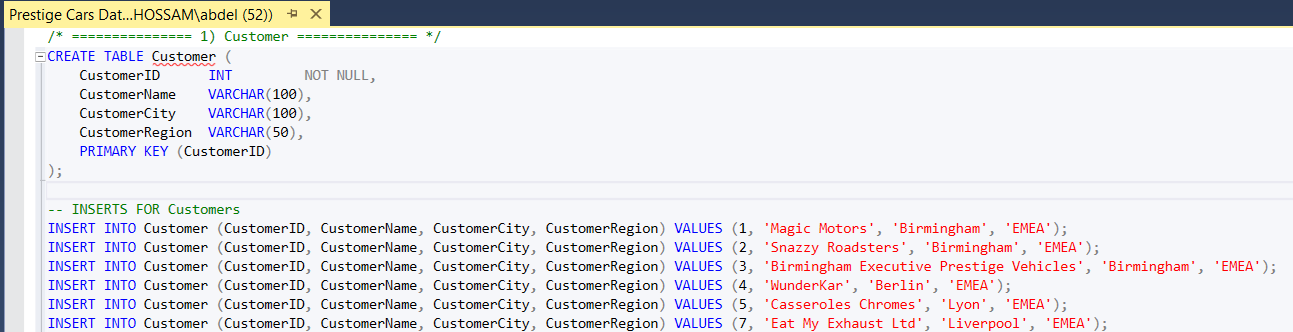 Prestige Cars Dat...HOSSAM\abdel (52))
/* =============== 1) Customer =============== */
CREATE TABLE Customer (
    CustomerID      INT         NOT NULL,
    CustomerName    VARCHAR(100),
    CustomerCity    VARCHAR(100),
    CustomerRegion  VARCHAR(50),
    PRIMARY KEY (CustomerID)
);
-- INSERTS FOR Customers
INSERT INTO Customer (CustomerID, CustomerName, CustomerCity, CustomerRegion) VALUES (1, 'Magic Motors', 'Birmingham', 'EMEA');
INSERT INTO Customer (CustomerID, CustomerName, CustomerCity, CustomerRegion) VALUES (2, 'Snazzy Roadsters', 'Birmingham', 'EMEA');
INSERT INTO Customer (CustomerID, CustomerName, CustomerCity, CustomerRegion) VALUES (3, 'Birmingham Executive Prestige Vehicles', 'Birmingham', 'EMEA');
INSERT INTO Customer (CustomerID, CustomerName, CustomerCity, CustomerRegion) VALUES (4, 'WunderKar', 'Berlin', 'EMEA');
INSERT INTO Customer (CustomerID, CustomerName, CustomerCity, CustomerRegion) VALUES (5, 'Casseroles Chromes', 'Lyon', 'EMEA');
INSERT INTO Customer (CustomerID, CustomerName, CustomerCity, CustomerRegion) VALUES (7, 'Eat My Exhaust Ltd', 'Liverpool', 'EMEA');